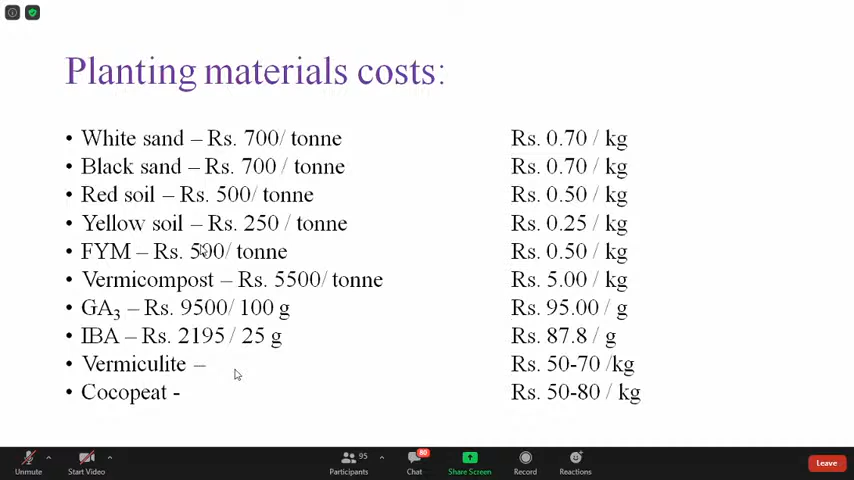 Planting materials costs:
• White sand – Rs. 700/ tonne Rs. 0.70 / kg
• Black sand – Rs. 700 / tonne Rs. 0.70 / kg
• Red soil – Rs. 500/ tonne Rs. 0.50 / kg
• Yellow soil – Rs. 250 / tonne Rs. 0.25 / kg
• FYM – Rs. 500/ tonne Rs. 0.50 / kg
• Vermicompost – Rs. 5500/ tonne Rs. 5.00 / kg
• GA₃ – Rs. 9500/ 100 g Rs. 95.00 / g
• IBA – Rs. 2195 / 25 g Rs. 87.8 / g
• Vermiculite – Rs. 50-70 /kg
• Cocopeat - Rs. 50-80 / kg
95 80
Unmute Start Video Participants Chat Share Screen Record Reactions Leave